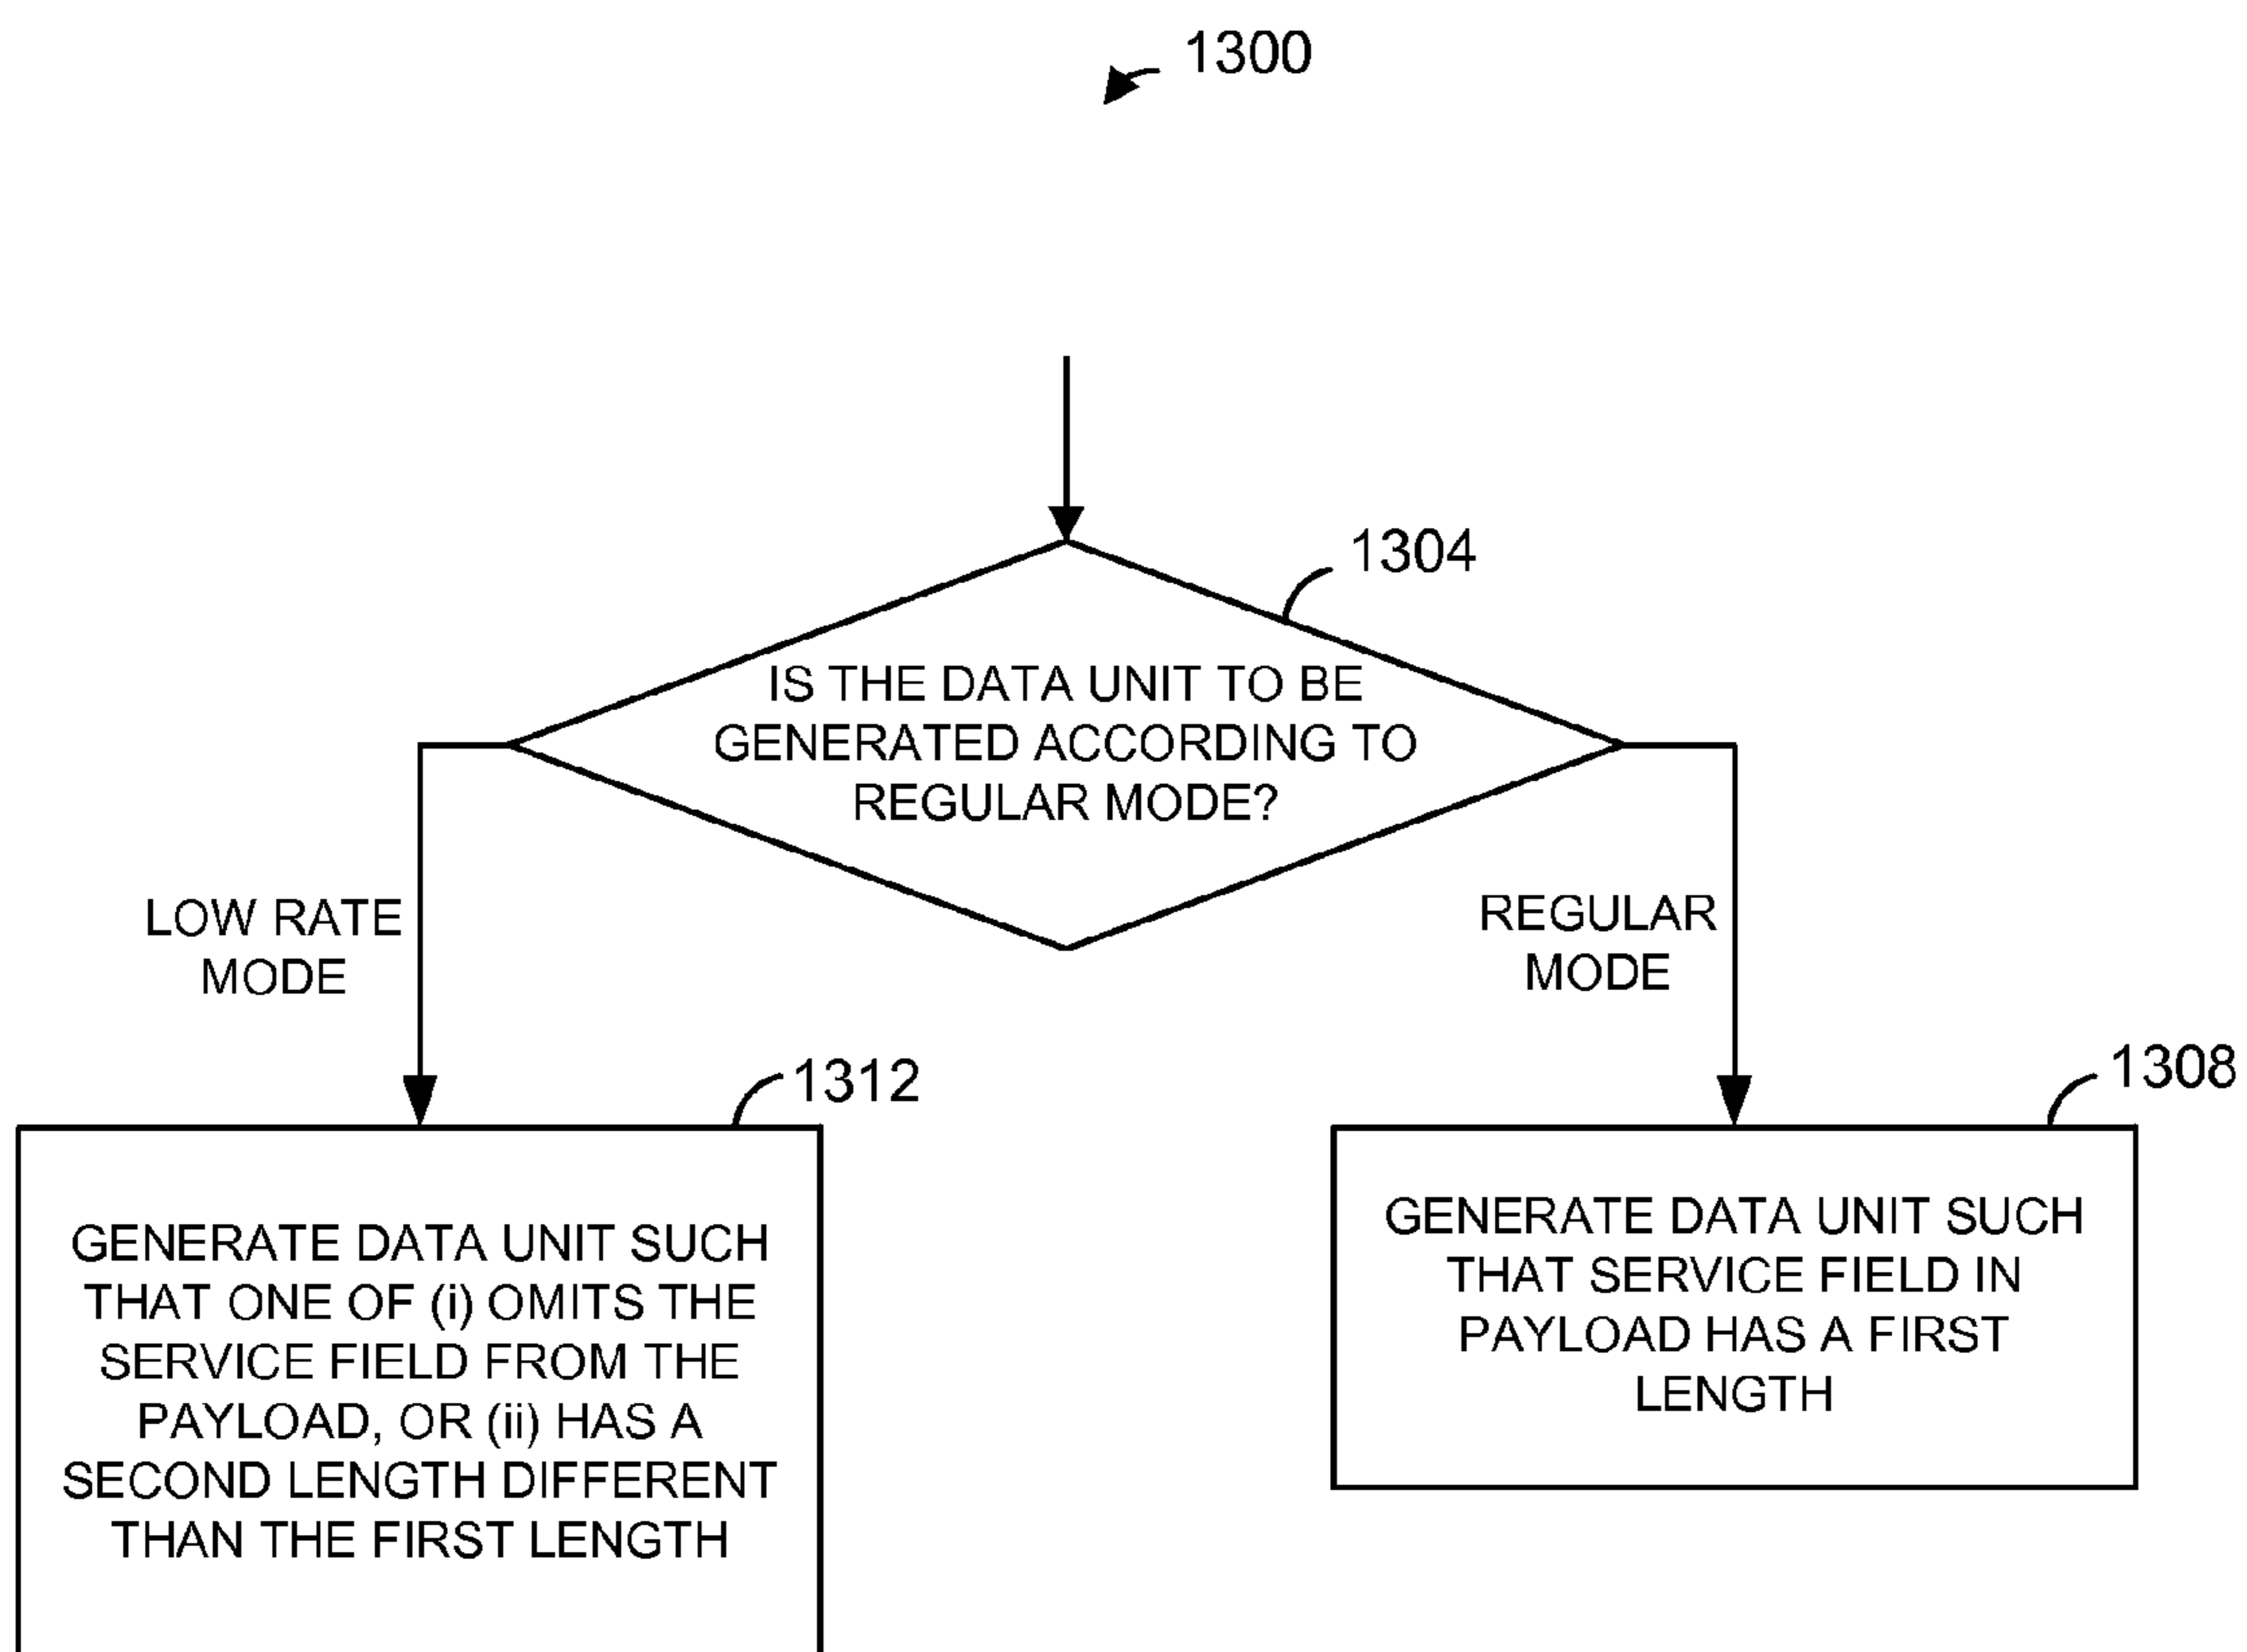 1300
1304
IS THE DATA UNIT TO BE
GENERATED ACCORDING TO
REGULAR MODE?
LOW RATE
MODE
REGULAR
MODE
1312
GENERATE DATA UNIT SUCH
THAT ONE OF (i) OMITS THE
SERVICE FIELD FROM THE
PAYLOAD, OR (ii) HAS A
SECOND LENGTH DIFFERENT
THAN THE FIRST LENGTH
1308
GENERATE DATA UNIT SUCH
THAT SERVICE FIELD IN
PAYLOAD HAS A FIRST
LENGTH